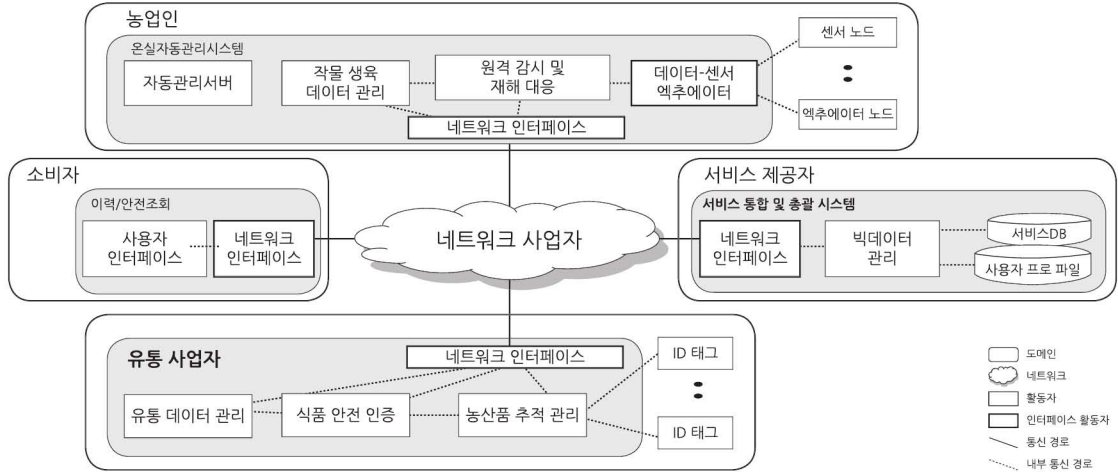 농업인
온실자동관리시스템
자동관리서버
작물 생육
데이터 관리
원격 감시 및
재해 대응
데이터-센서
엑추에이터
네트워크 인터페이스
센서 노드
엑추에이터 노드
소비자
이력/안전조회
사용자
인터페이스
네트워크
인터페이스
네트워크 사업자
서비스 제공자
서비스 통합 및 총괄 시스템
네트워크
인터페이스
빅데이터
관리
서비스DB
사용자 프로 파일
유통 사업자
네트워크 인터페이스
유통 데이터 관리
식품 안전 인증
농산품 추적 관리
ID 태그
ID 태그
도메인
네트워크
활동자
인터페이스 활동자
통신 경로
내부 통신 경로